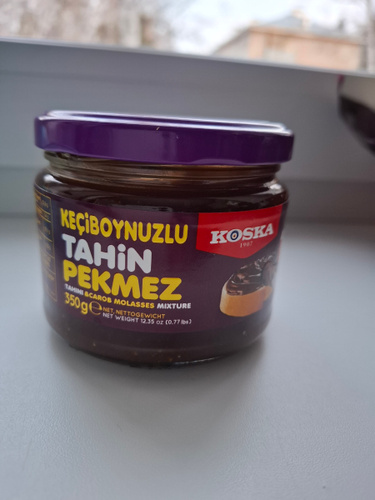 KEÇİBOYNUZLU
TAHİN
PEKMEZ
TAHINI & CAROB MOLASSES MIXTURE
350g e NET, NETTOGEWICHT
NET WEIGHT 12.35 oz (0.77 lbs)
KOSKA
1907